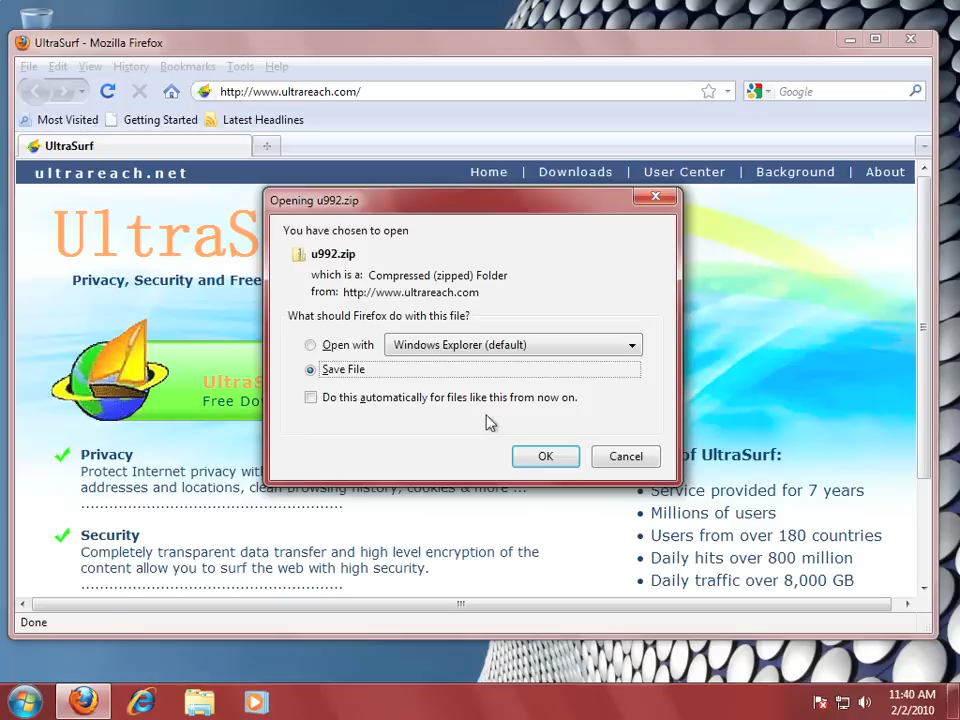 UltraSurf - Mozilla Firefox
File Edit View History Bookmarks Tools Help
http://www.ultrareach.com/
Google
Most Visited Getting Started Latest Headlines
UltraSurf
ultrareach.net Home | Downloads | User Center | Background | About
UltraS
Privacy, Security and Free
UltraS
Free Do
Opening u992.zip
You have chosen to open
u992.zip
which is a: Compressed (zipped) Folder
from: http://www.ultrareach.com
What should Firefox do with this file?
Open with Windows Explorer (default)
Save File
Do this automatically for files like this from now on.
OK Cancel
Privacy
Protect Internet privacy wit
addresses and locations, clean browsing history, cookies & more ...
Security
Completely transparent data transfer and high level encryption of the
content allow you to surf the web with high security.
of UltraSurf:
• Service provided for 7 years
• Millions of users
• Users from over 180 countries
• Daily hits over 800 million
• Daily traffic over 8,000 GB
Done
11:40 AM
2/2/2010